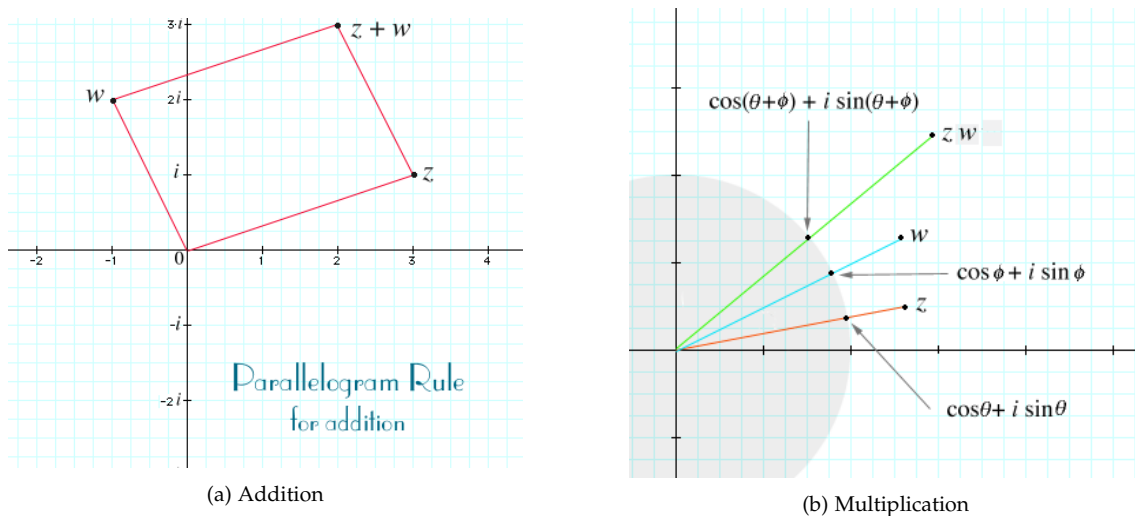 3·i
z + w
w
2i
i
z
-2
-1
0
1
2
3
4
-i
-2i
Parallelogram Rule
for addition
(a) Addition
cos(θ+ϕ) + i sin(θ+ϕ)
z w
w
cos ϕ + i sin ϕ
z
cosθ+ i sinθ
(b) Multiplication